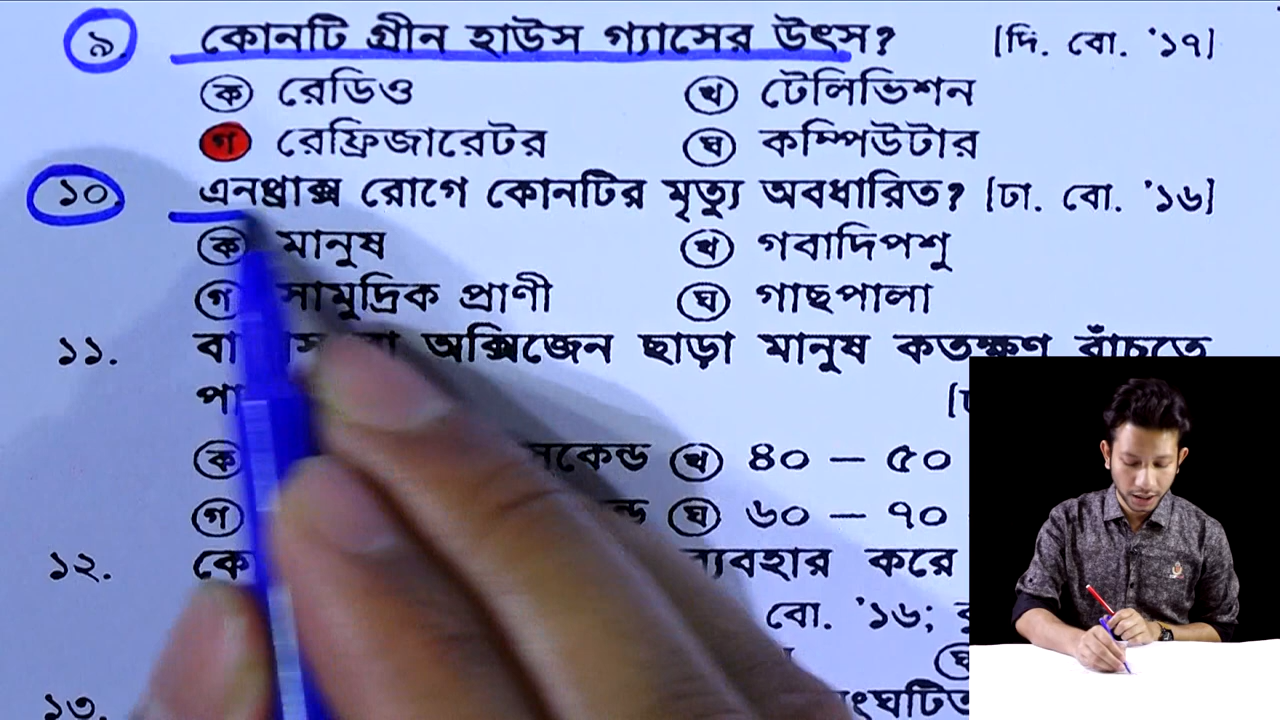 ৯. কোনটি গ্রীন হাউস গ্যাসের উৎস? [দি. বো. '১৭]
ক রেডিও খ টেলিভিশন
গ রেফ্রিজারেটর ঘ কম্পিউটার
১০. এনথ্রাক্স রোগে কোনটির মৃত্যু অবধারিত? [ঢা. বো. '১৬]
ক মানুষ খ গবাদিপশু
গ সামুদ্রিক প্রাণী ঘ গাছপালা
১১. অক্সিজেন ছাড়া মানুষ কতক্ষণ বাঁচতে
ক খ ৪০ – ৫০
গ ঘ ৬০ – ৭০
১২. ব্যবহার করে
বো. '১৬;
১৩.